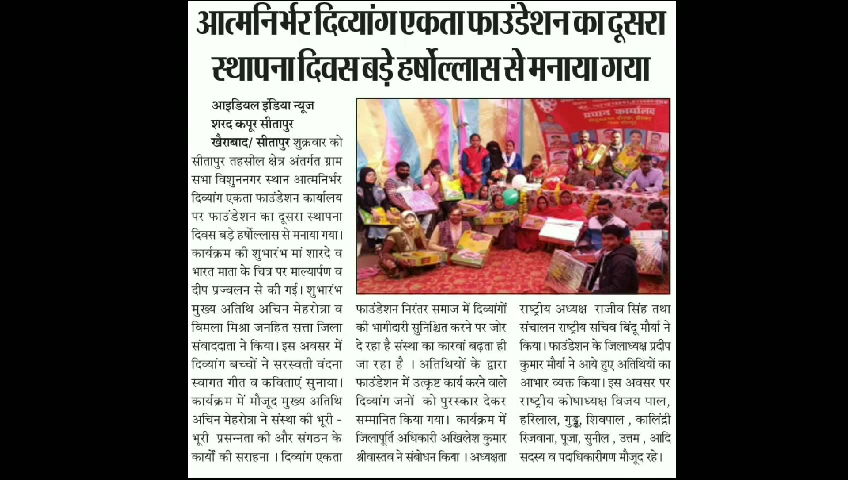 आत्मनिर्भर दिव्यांग एकता फाउंडेशन का दूसरा
स्थापना दिवस बड़े हर्षोल्लास से मनाया गया
आइडियल इंडिया न्यूज
शरद कपूर सीतापुर
खैराबाद/ सीतापुर शुक्रवार को
सीतापुर तहसील क्षेत्र अंतर्गत ग्राम
सभा विशुननगर स्थान आत्मनिर्भर
दिव्यांग एकता फाउंडेशन कार्यालय
पर फाउंडेशन का दूसरा स्थापना
दिवस बड़े हर्षोल्लास से मनाया गया।
कार्यक्रम की शुभारंभ मां शारदे व
भारत माता के चित्र पर माल्यार्पण व
दीप प्रज्वलन से की गई। शुभारंभ
मुख्य अतिथि अचिन मेहरोत्रा व
विमला मिश्रा जनहित सत्ता जिला
संवाददाता ने किया। इस अवसर में
दिव्यांग बच्चों ने सरस्वती वंदना
स्वागत गीत व कविताएं सुनाया।
कार्यक्रम में मौजूद मुख्य अतिथि
अचिन मेहरोत्रा ने संस्था की भूरी -
भूरी प्रसन्नता की और संगठन के
कार्यों की सराहना । दिव्यांग एकता
प्रधान कार्यालय
फाउंडेशन निरंतर समाज में दिव्यांगों
की भागीदारी सुनिश्चित करने पर जोर
दे रहा है संस्था का कारवां बढ़ता ही
जा रहा है । अतिथियों के द्वारा
फाउंडेशन में उत्कृष्ट कार्य करने वाले
दिव्यांग जनों को पुरस्कार देकर
सम्मानित किया गया। कार्यक्रम में
जिलापूर्ति अधिकारी अखिलेश कुमार
श्रीवास्तव ने संबोधन किया । अध्यक्षता
राष्ट्रीय अध्यक्ष राजीव सिंह तथा
संचालन राष्ट्रीय सचिव बिंदू मौर्या ने
किया। फाउंडेशन के जिलाध्यक्ष प्रदीप
कुमार मौर्या ने आये हुए अतिथियों का
आभार व्यक्त किया। इस अवसर पर
राष्ट्रीय कोषाध्यक्ष विजय पाल,
हरिलाल, गुड्डू, शिवपाल , कालिंद्री
रिजवाना, पूजा, सुनील , उत्तम , आदि
सदस्य व पदाधिकारीगण मौजूद रहे।